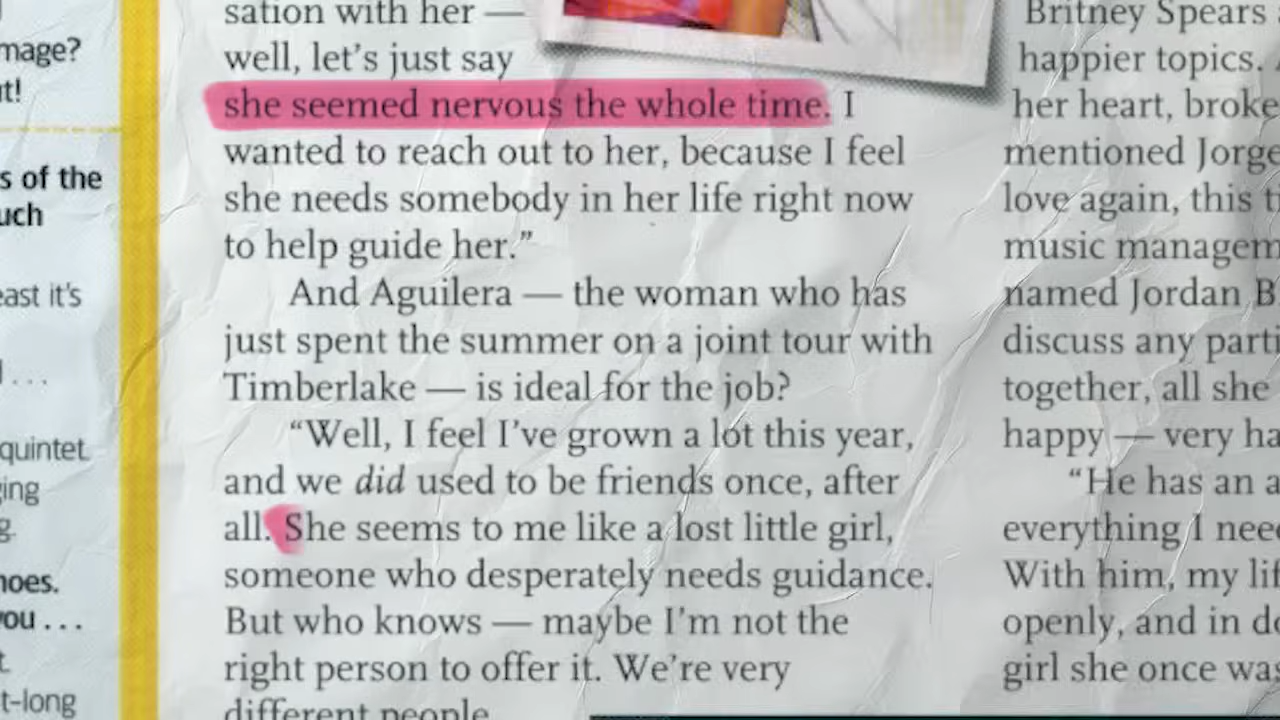 mage?
t!
s of the
uch
east it's
...
quintet
ing
g.
hoes.
you ...
t.
t-long
sation with her —
well, let's just say
she seemed nervous the whole time. I
wanted to reach out to her, because I feel
she needs somebody in her life right now
to help guide her.”
And Aguilera — the woman who has
just spent the summer on a joint tour with
Timberlake — is ideal for the job?
“Well, I feel I've grown a lot this year,
and we did used to be friends once, after
all. She seems to me like a lost little girl,
someone who desperately needs guidance.
But who knows — maybe I'm not the
right person to offer it. We're very
different people
Britney Spears
happier topics.
her heart, broke
mentioned Jorge
love again, this
music managem
named Jordan B
discuss any parti
together, all she
happy — very ha
“He has an a
everything I need
With him, my lif
openly, and in de
girl she once was